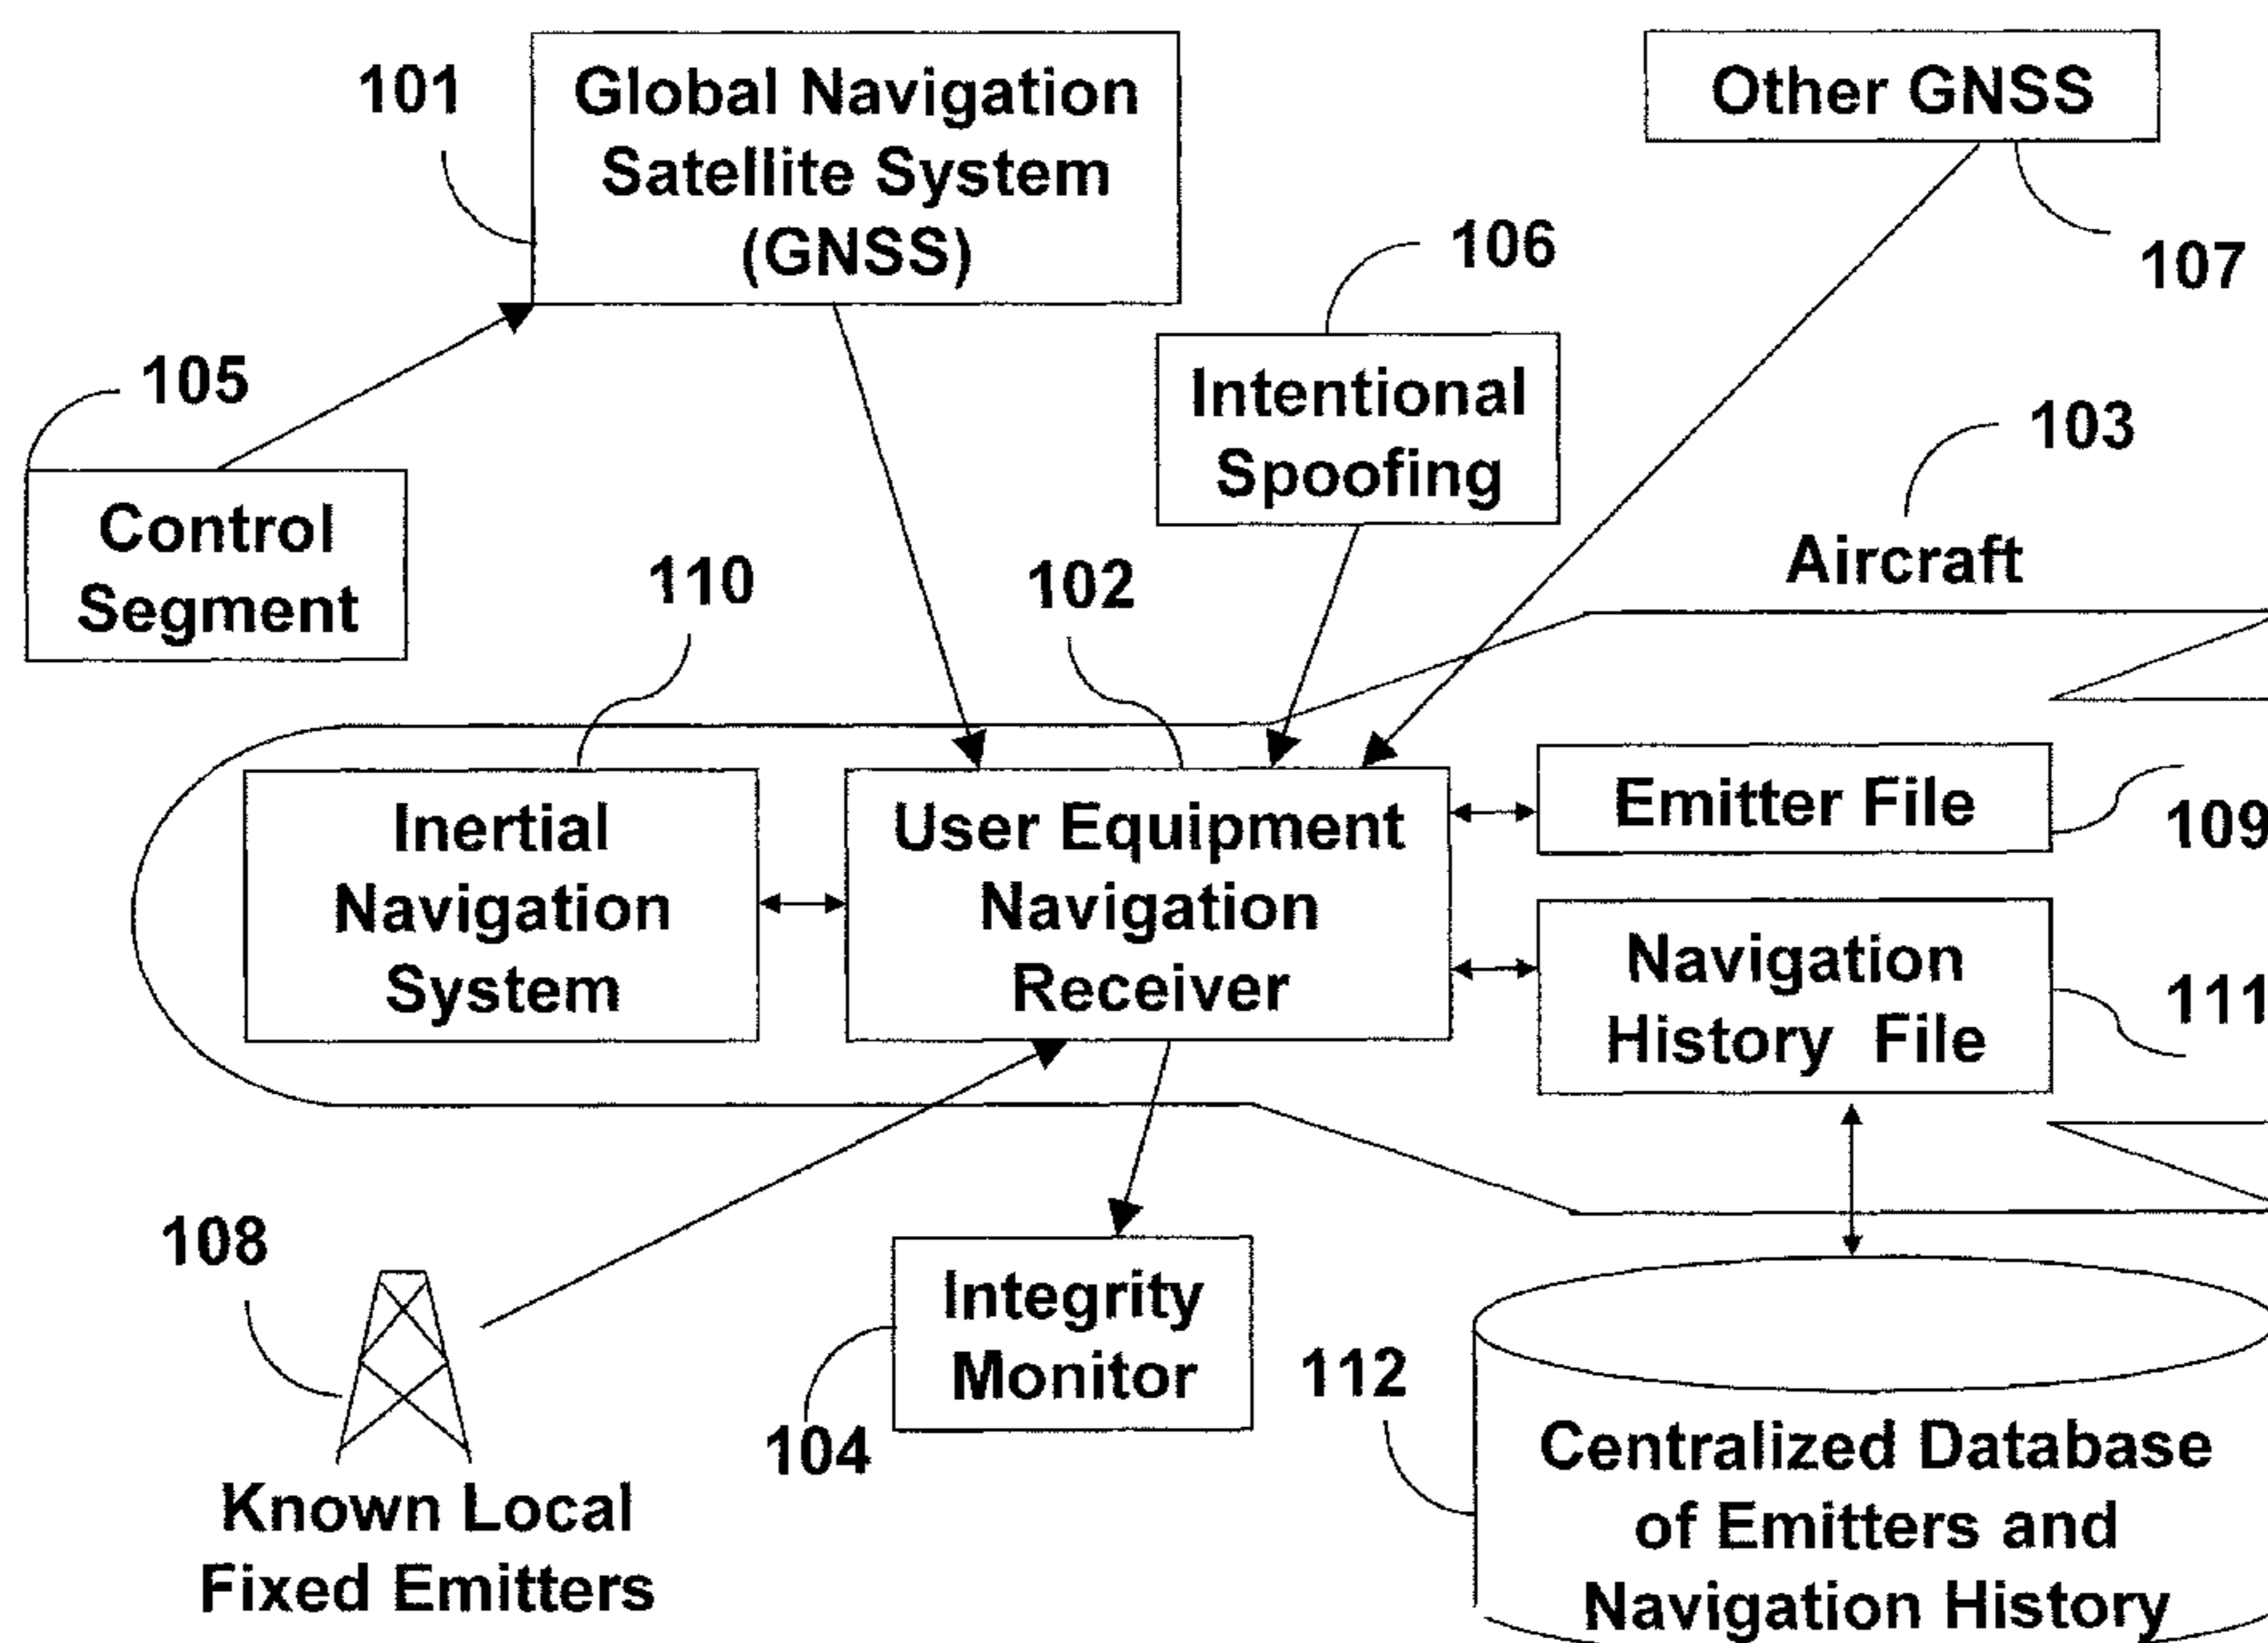 101
Global Navigation
Satellite System
(GNSS)
Other GNSS
107
106
Intentional
Spoofing
105
Control
Segment
103
Aircraft
110
102
Inertial
Navigation
System
User Equipment
Navigation
Receiver
Emitter File
109
Navigation
History File
111
108
Known Local
Fixed Emitters
Integrity
Monitor
104
112
Centralized Database
of Emitters and
Navigation History